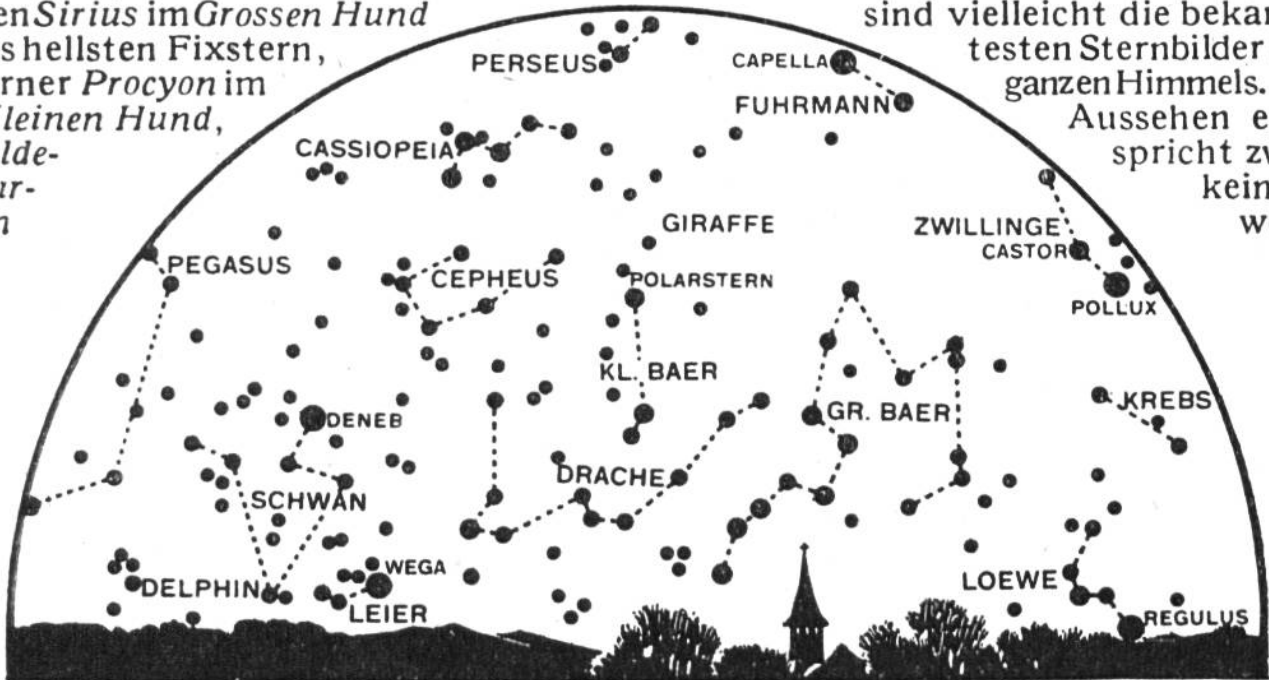 en Sirius im Grossen Hund
s hellsten Fixstern,
rner Procyon im
leinen Hund,
lde-
ur-
n
sind vielleicht die bekan
testen Sternbilder
ganzen Himmels.
Aussehen e
spricht zw
kein
w
PERSEUS
CAPELLA
FUHRMANN
CASSIOPEIA
GIRAFFE
ZWILLINGE
CASTOR
PEGASUS
CEPHEUS
POLARSTERN
POLLUX
KL. BAER
KREBS
DENEB
GR. BAER
DRACHE
SCHWAN
WEGA
DELPHIN
LOEWE
LEIER
REGULUS